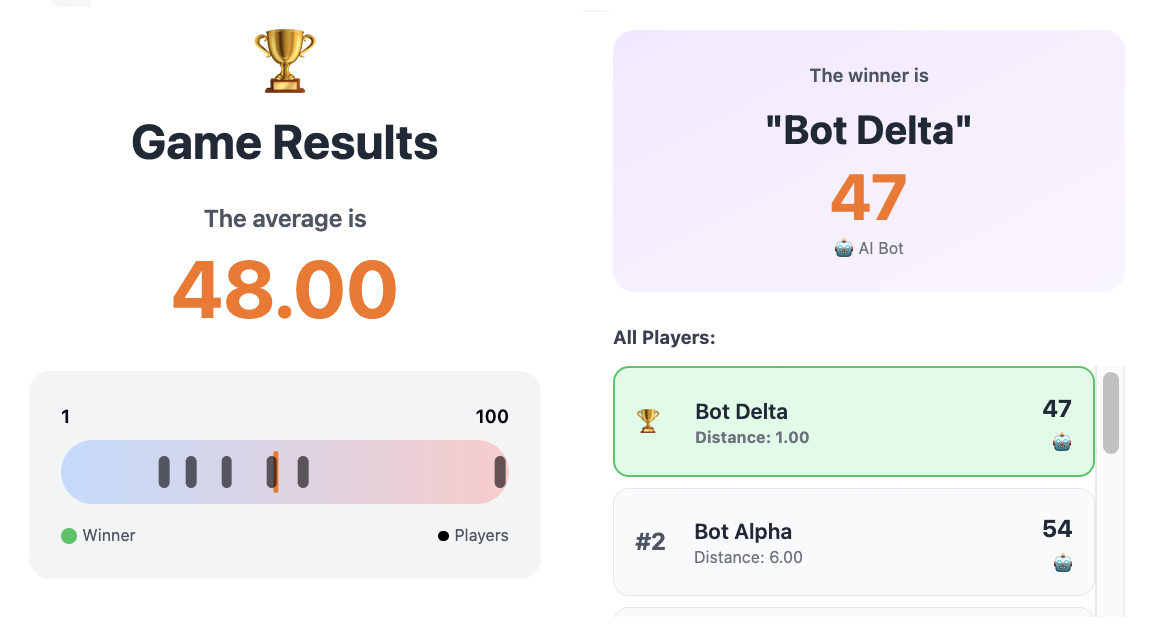 Game Results
The average is
48.00
1 100
Winner Players
The winner is
"Bot Delta"
47
AI Bot
All Players:
Bot Delta 47
Distance: 1.00
#2 Bot Alpha 54
Distance: 6.00